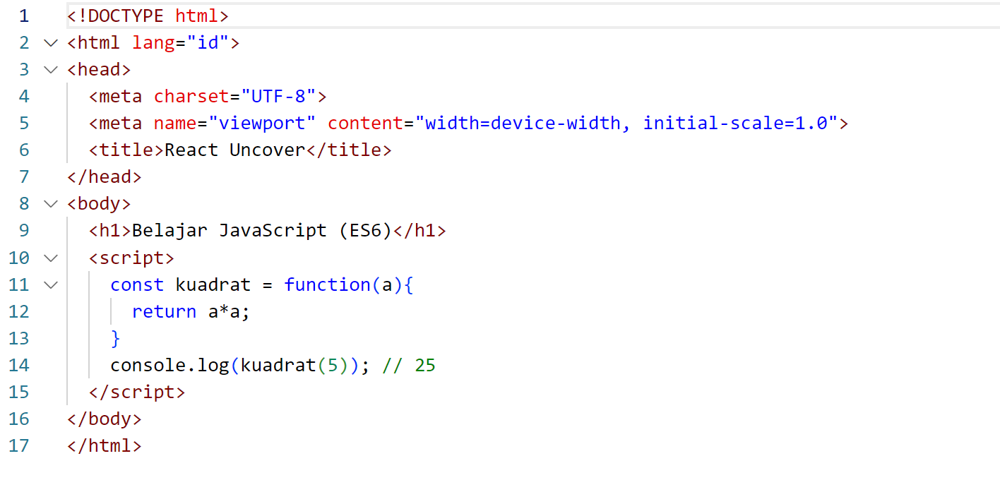 1 <!DOCTYPE html>
2 <html lang="id">
3 <head>
4   <meta charset="UTF-8">
5   <meta name="viewport" content="width=device-width, initial-scale=1.0">
6   <title>React Uncover</title>
7 </head>
8 <body>
9   <h1>Belajar JavaScript (ES6)</h1>
10   <script>
11     const kuadrat = function(a){
12       return a*a;
13     }
14     console.log(kuadrat(5)); // 25
15   </script>
16 </body>
17 </html>